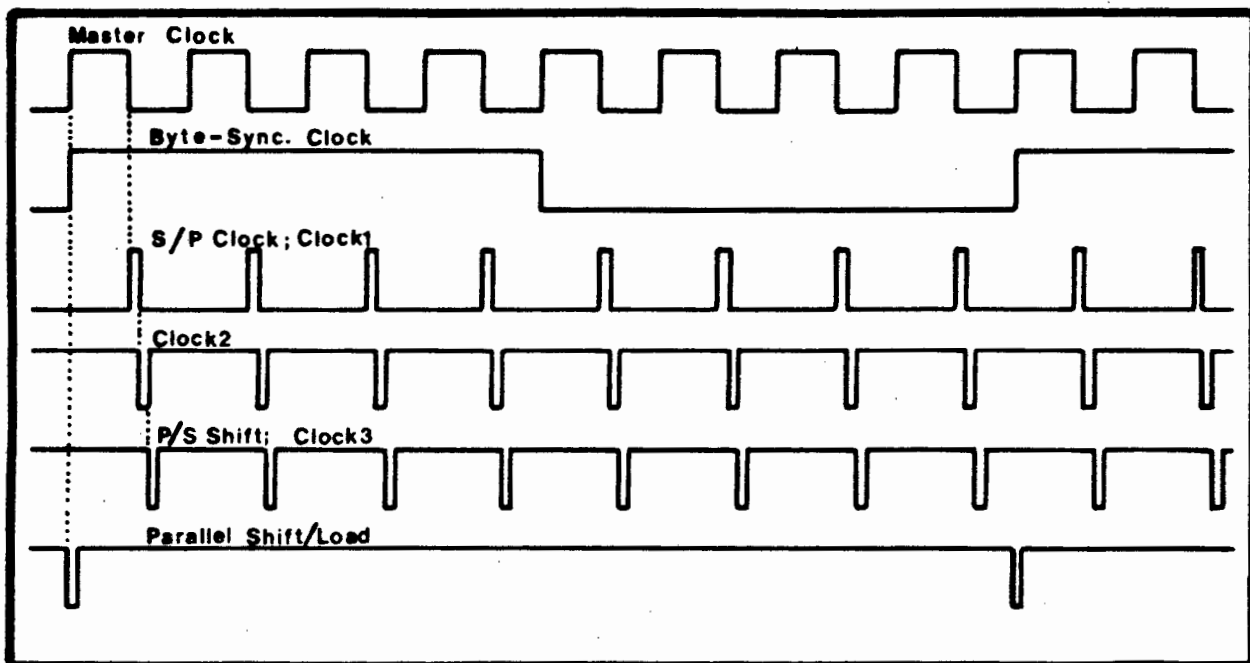 Master Clock
Byte-Sync. Clock
S/P Clock; Clock1
Clock2
P/S Shift; Clock3
Parallel Shift/Load